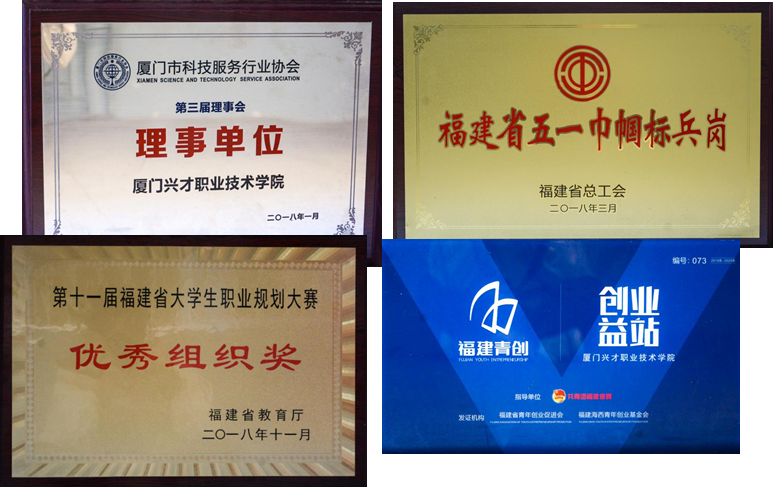 厦门市科技服务行业协会
XIAMEN SCIENCE AND TECHNOLOGY SERVICE ASSOCIATION
第三届理事会
理事单位
厦门兴才职业技术学院
二〇一八年一月
福建省五一巾帼标兵岗
福建省总工会
二〇一八年三月
第十一届福建省大学生职业规划大赛
优秀组织奖
福建省教育厅
二〇一八年十一月
编号：073
福建青创
FUJIAN YOUTH ENTREPRENEURSHIP
创业
益站
厦门兴才职业技术学院
指导单位
共青团福建省委
发证机构
福建省青年创业促进会
福建海西青年创业基金会